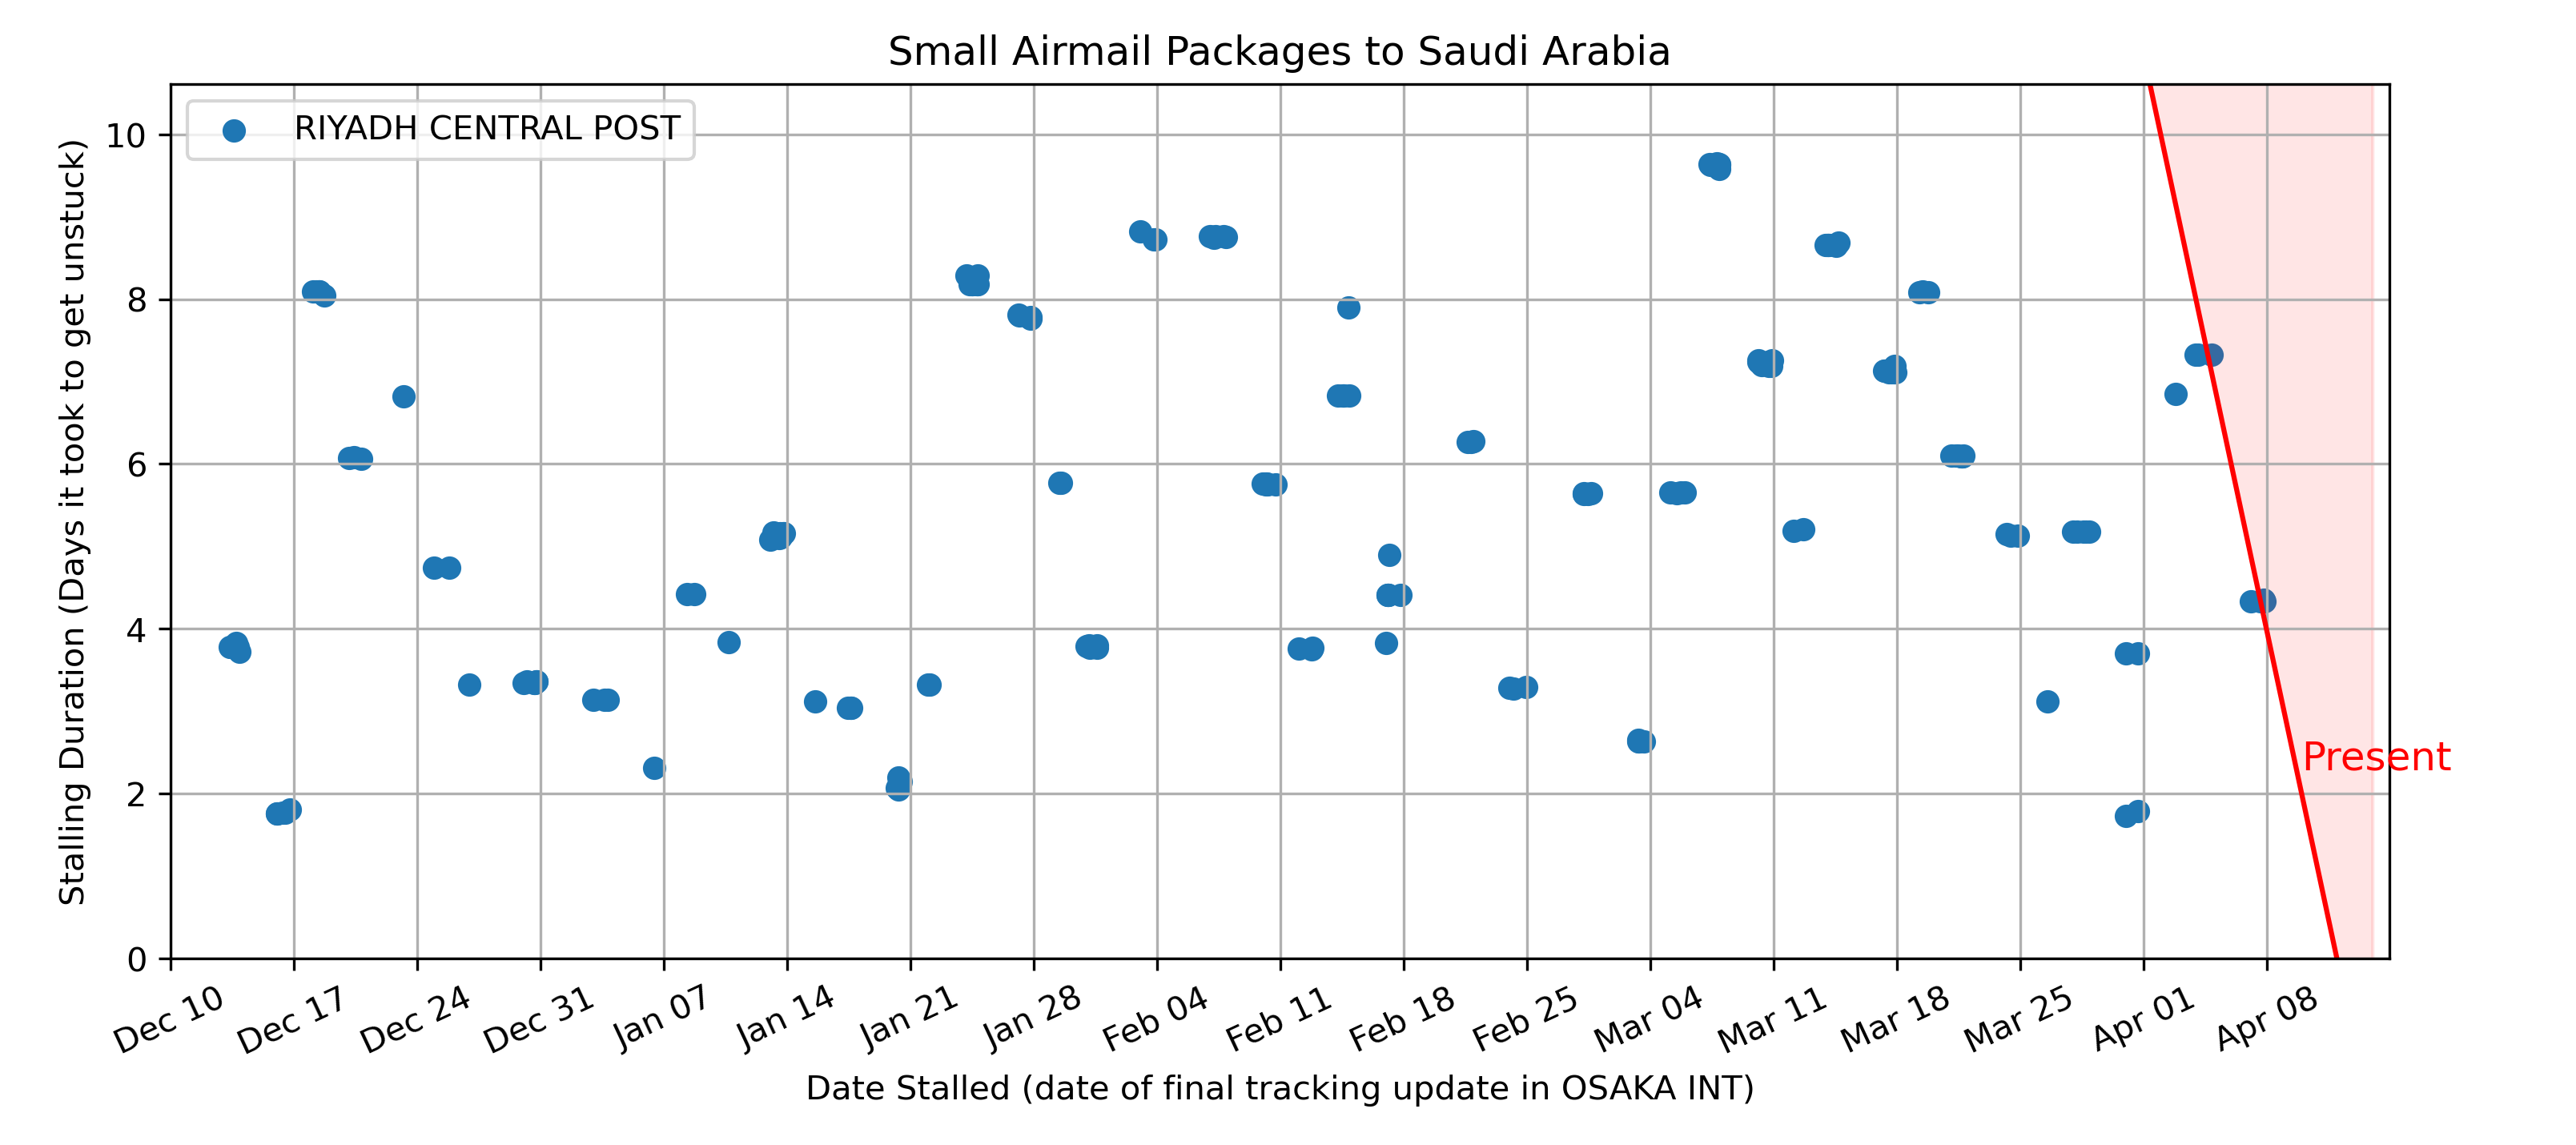 Small Airmail Packages to Saudi Arabia
RIYADH CENTRAL POST
Stalling Duration (Days it took to get unstuck)
10
8
6
4
2
0
Present
Dec 10
Dec 17
Dec 24
Dec 31
Jan 07
Jan 14
Jan 21
Jan 28
Feb 04
Feb 11
Feb 18
Feb 25
Mar 04
Mar 11
Mar 18
Mar 25
Apr 01
Apr 08
Date Stalled (date of final tracking update in OSAKA INT)